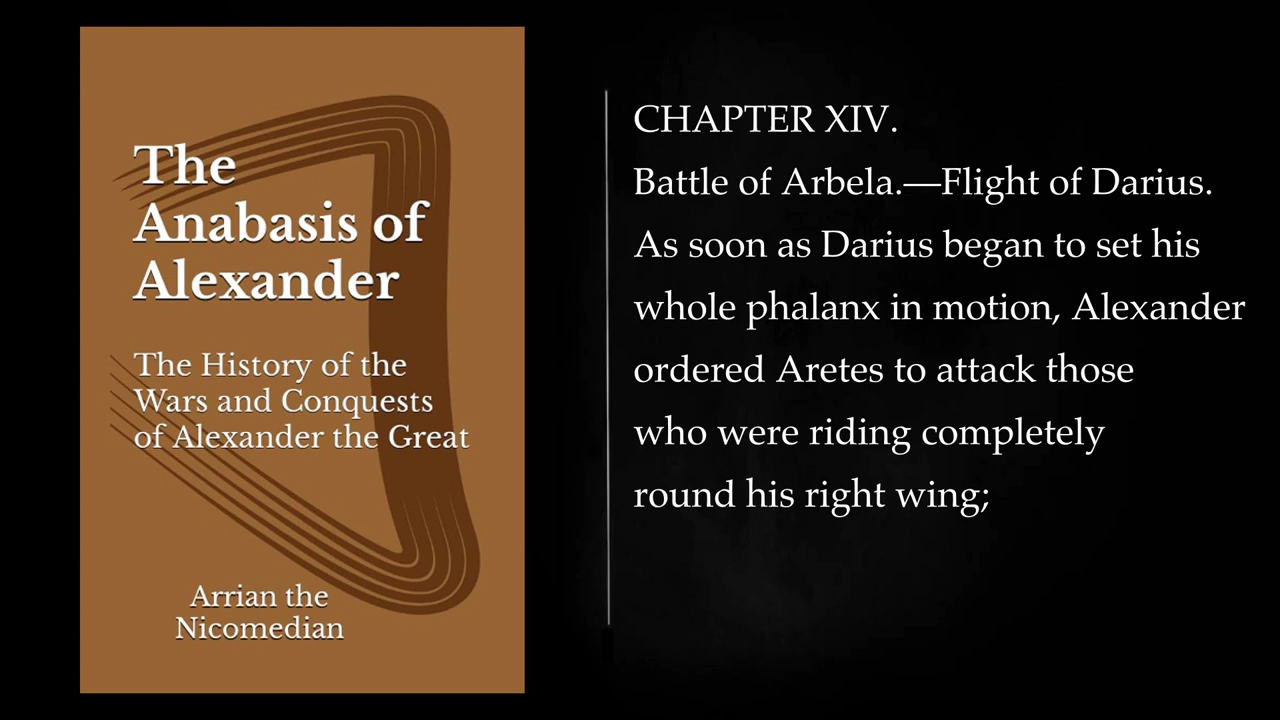 The
Anabasis of
Alexander
The History of the
Wars and Conquests
of Alexander the Great
Arrian the
Nicomedian
CHAPTER XIV.
Battle of Arbela.—Flight of Darius.
As soon as Darius began to set his
whole phalanx in motion, Alexander
ordered Aretes to attack those
who were riding completely
round his right wing;